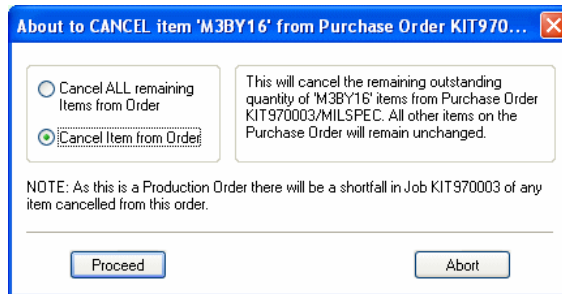 About to CANCEL item 'M3BY16' from Purchase Order KIT970...
Cancel ALL remaining
Items from Order
Cancel Item from Order
This will cancel the remaining outstanding
quantity of 'M3BY16' items from Purchase Order
KIT970003/MILSPEC. All other items on the
Purchase Order will remain unchanged.
NOTE: As this is a Production Order there will be a shortfall in Job KIT970003 of any
item cancelled from this order.
Proceed
Abort